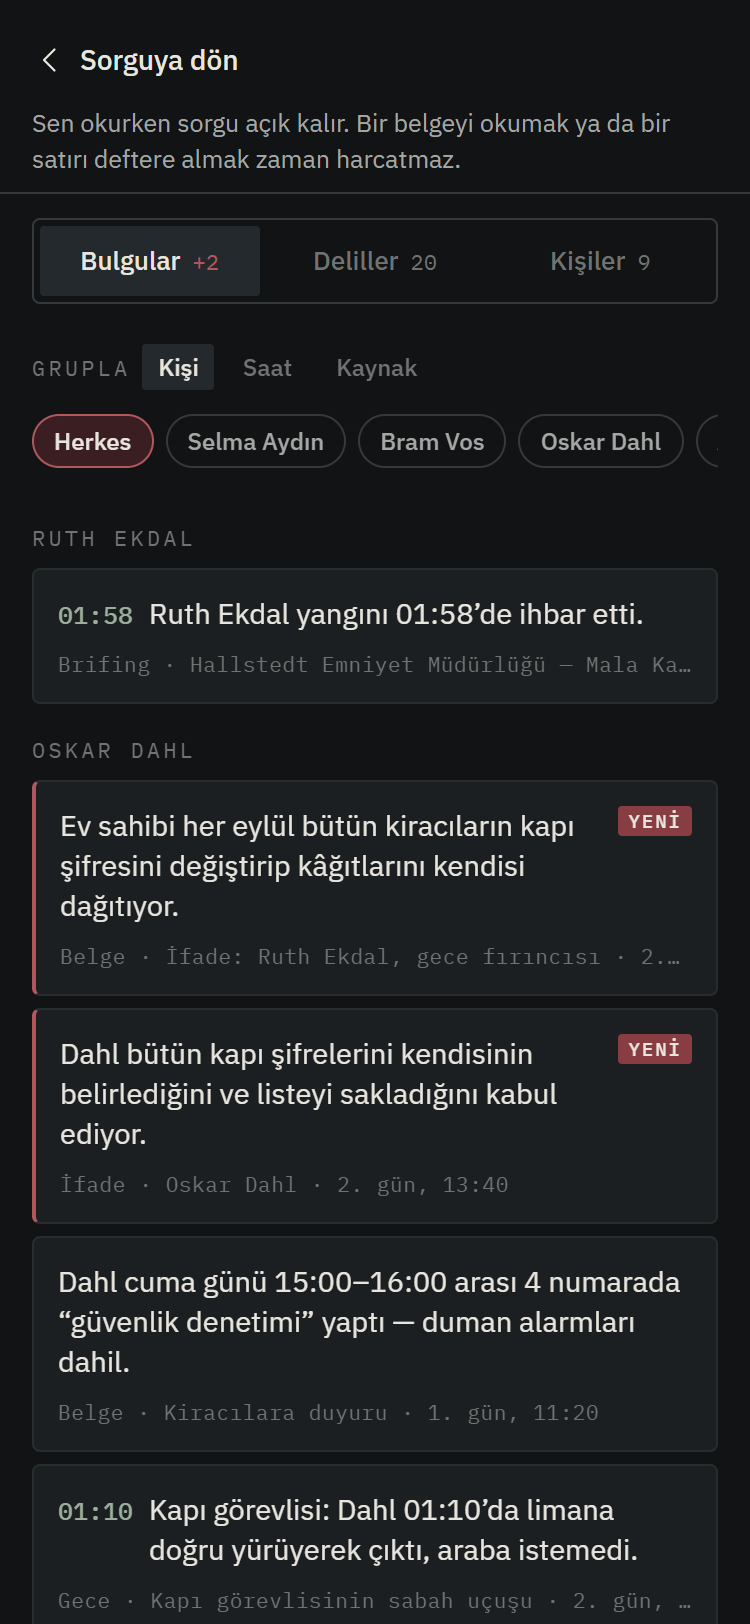 Sorguya dön
Sen okurken sorgu açık kalır. Bir belgeyi okumak ya da bir
satırı deftere almak zaman harcatmaz.
Bulgular +2 Deliller 20 Kişiler 9
GRUPLA Kişi Saat Kaynak
Herkes Selma Aydın Bram Vos Oskar Dahl
RUTH EKDAL
01:58 Ruth Ekdal yangını 01:58’de ihbar etti.
Brifing · Hallstedt Emniyet Müdürlüğü — Mala Ka…
OSKAR DAHL
Ev sahibi her eylül bütün kiracıların kapı YENİ
şifresini değiştirip kâğıtlarını kendisi
dağıtıyor.
Belge · İfade: Ruth Ekdal, gece fırıncısı · 2.…
Dahl bütün kapı şifrelerini kendisinin YENİ
belirlediğini ve listeyi sakladığını kabul
ediyor.
İfade · Oskar Dahl · 2. gün, 13:40
Dahl cuma günü 15:00–16:00 arası 4 numarada
“güvenlik denetimi” yaptı — duman alarmları
dahil.
Belge · Kiracılara duyuru · 1. gün, 11:20
01:10 Kapı görevlisi: Dahl 01:10’da limana
doğru yürüyerek çıktı, araba istemedi.
Gece · Kapı görevlisinin sabah uçuşu · 2. gün, …